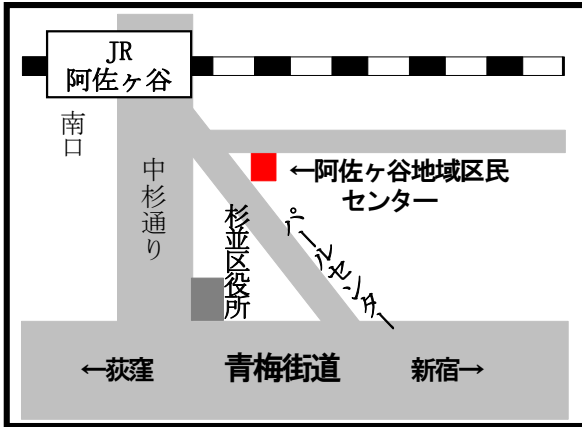 JR
阿佐ヶ谷
南口
中杉通り
←阿佐ヶ谷地域区民
センター
杉並区役所
パールセンター
←荻窪
青梅街道
新宿→